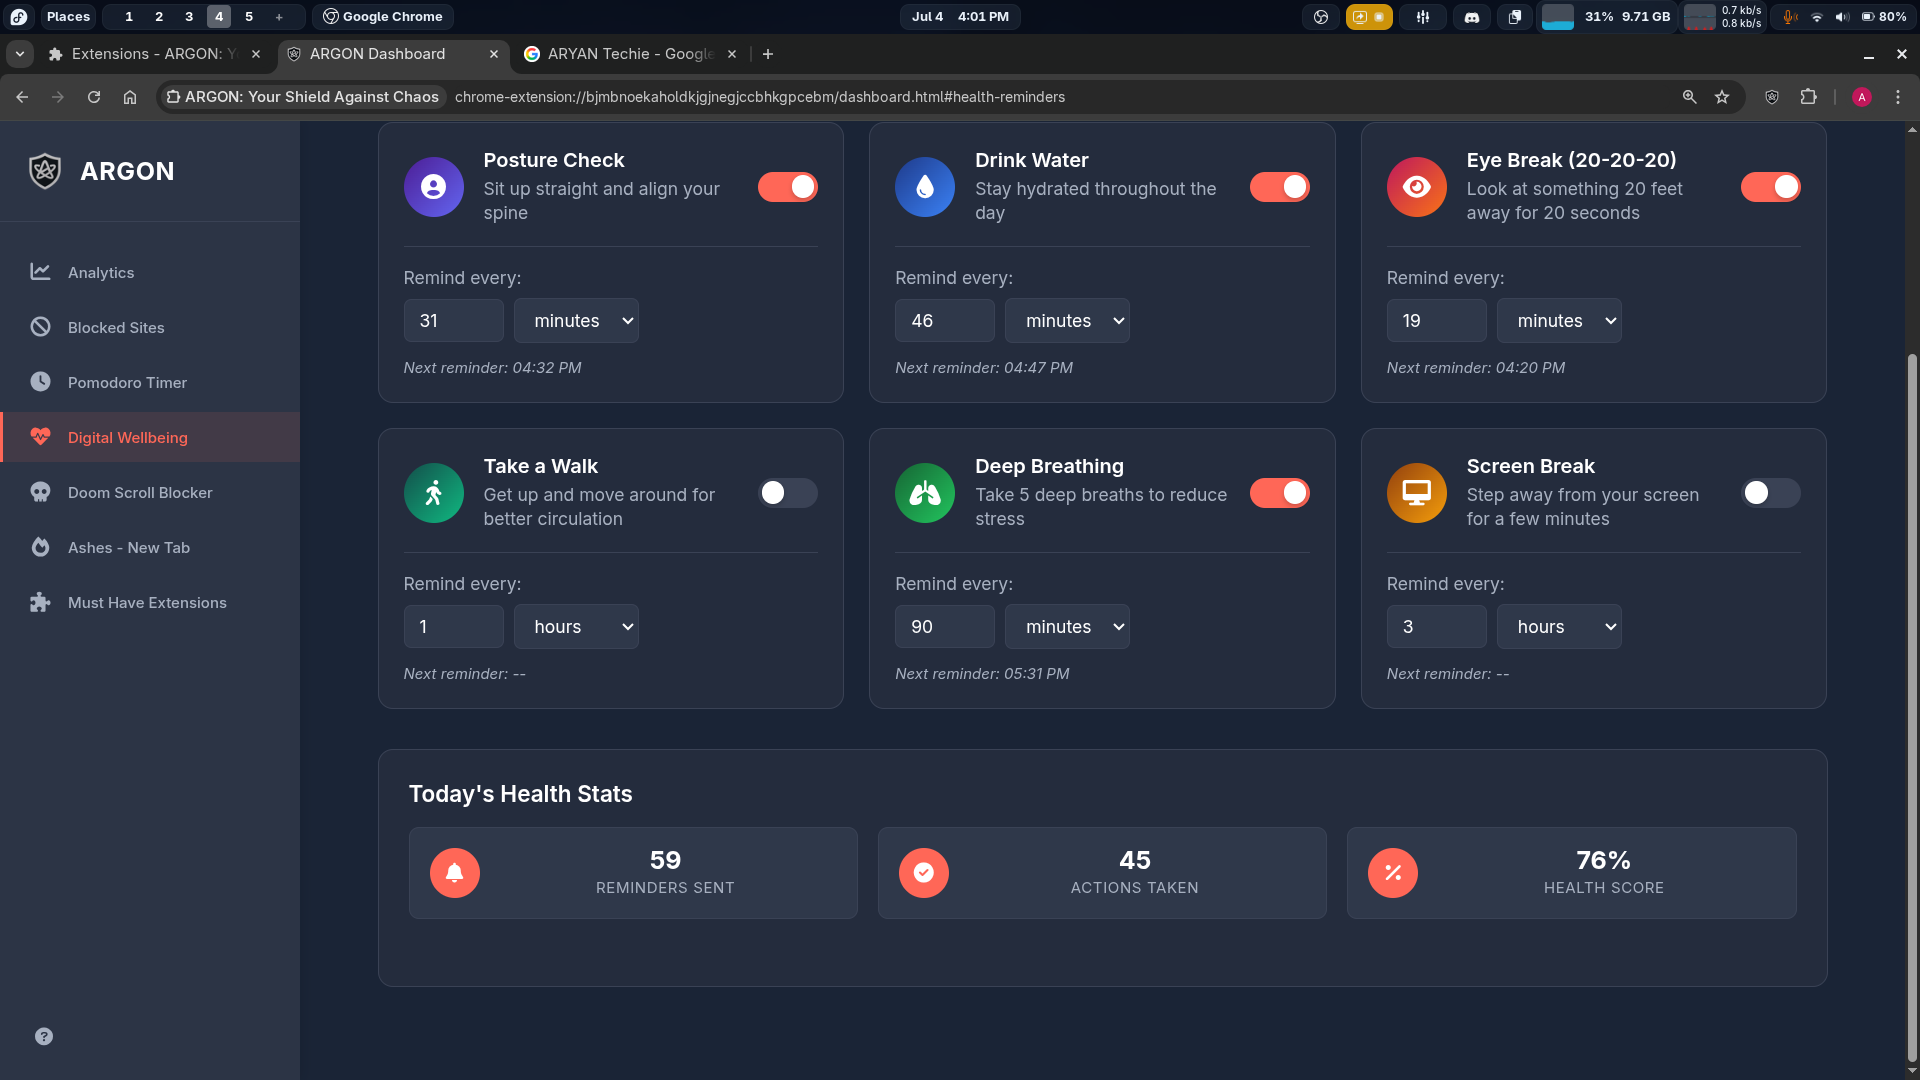 Places 1 2 3 4 5 + Google Chrome Jul 4 4:01 PM 31% 9.71 GB 0.7 kb/s 0.8 kb/s 80%
Extensions - ARGON: Y ARGON Dashboard ARYAN Techie - Google
ARGON: Your Shield Against Chaos chrome-extension://bjmbnoekaholdkjgjnegjccbhkgpcebm/dashboard.html#health-reminders A
ARGON
Analytics
Blocked Sites
Pomodoro Timer
Digital Wellbeing
Doom Scroll Blocker
Ashes - New Tab
Must Have Extensions
?
Posture Check
Sit up straight and align your
spine
Remind every:
31 minutes
Next reminder: 04:32 PM
Drink Water
Stay hydrated throughout the
day
Remind every:
46 minutes
Next reminder: 04:47 PM
Eye Break (20-20-20)
Look at something 20 feet
away for 20 seconds
Remind every:
19 minutes
Next reminder: 04:20 PM
Take a Walk
Get up and move around for
better circulation
Remind every:
1 hours
Next reminder: --
Deep Breathing
Take 5 deep breaths to reduce
stress
Remind every:
90 minutes
Next reminder: 05:31 PM
Screen Break
Step away from your screen
for a few minutes
Remind every:
3 hours
Next reminder: --
Today's Health Stats
59
REMINDERS SENT
45
ACTIONS TAKEN
76%
HEALTH SCORE